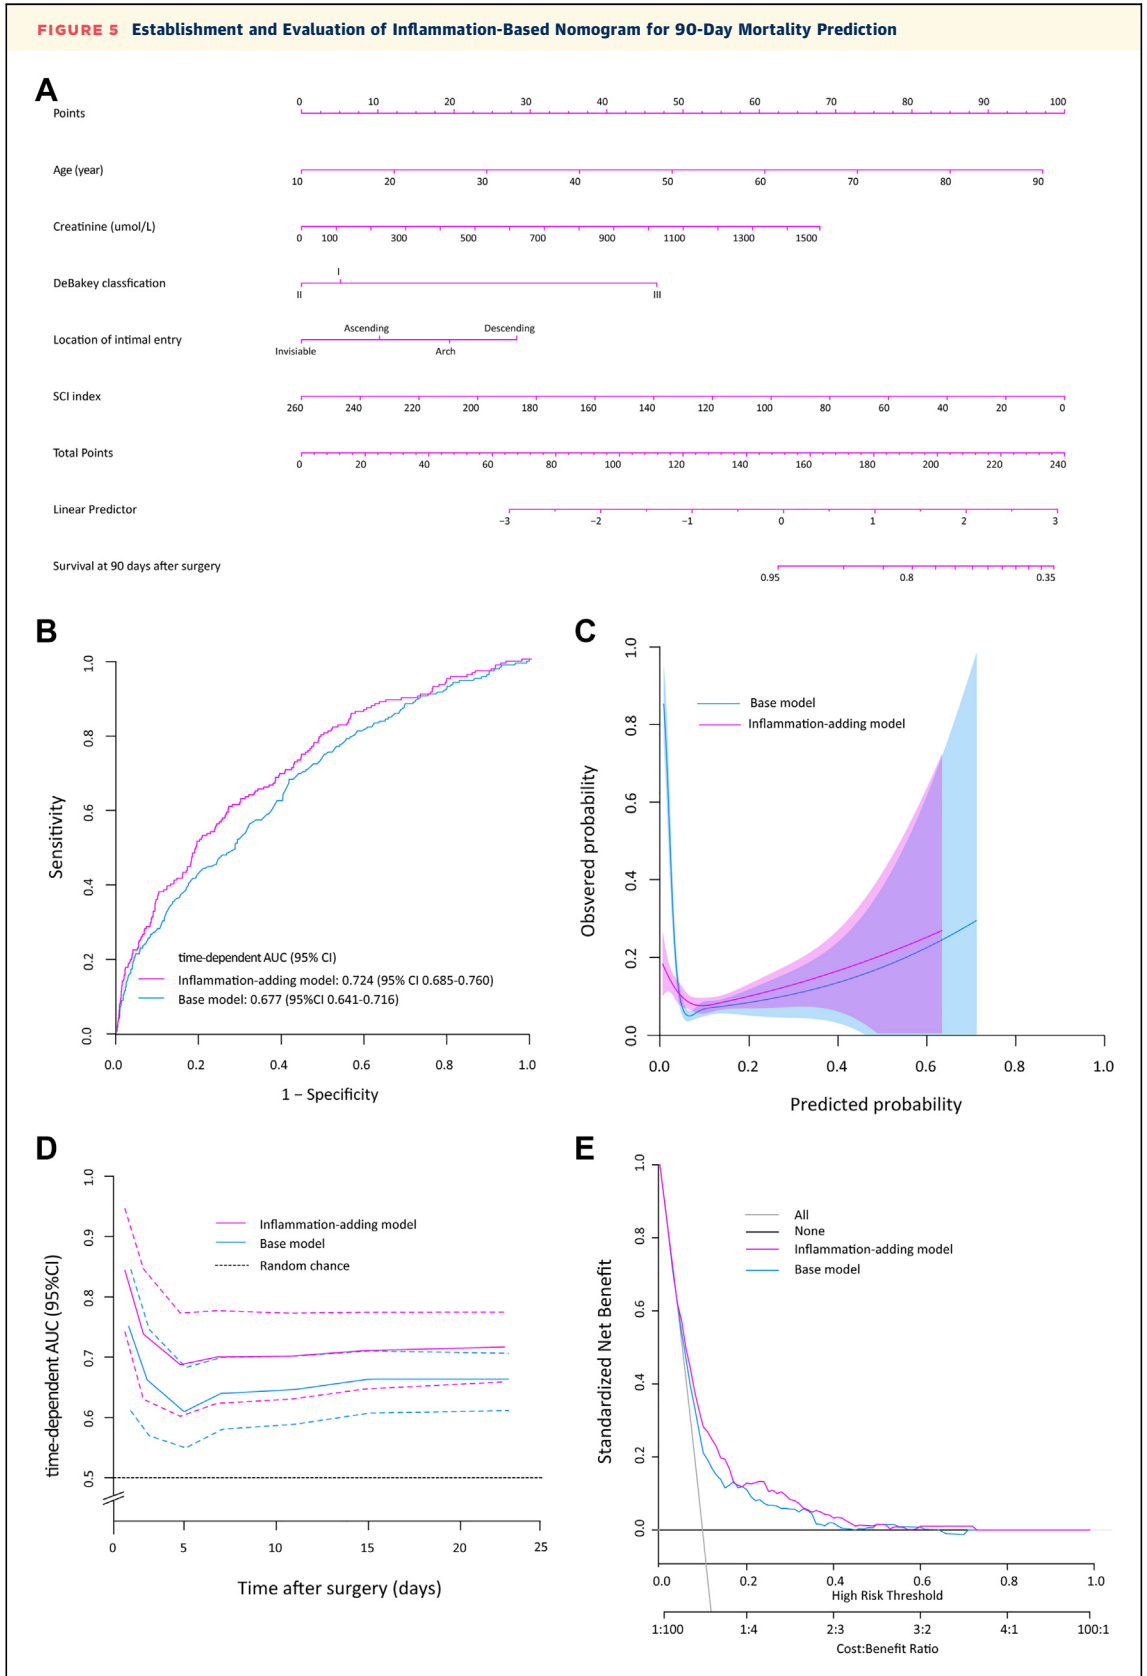 FIGURE 5 Establishment and Evaluation of Inflammation-Based Nomogram for 90-Day Mortality Prediction
A
0 10 20 30 40 50 60 70 80 90 100
Points
Age (year)
10 20 30 40 50 60 70 80 90
Creatinine (umol/L)
0 100 300 500 700 900 1100 1300 1500
I
DeBakey classfication
II III
Ascending Descending
Location of intimal entry
Invisiable Arch
SCI index
260 240 220 200 180 160 140 120 100 80 60 40 20 0
Total Points
0 20 40 60 80 100 120 140 160 180 200 220 240
Linear Predictor
−3 −2 −1 0 1 2 3
Survival at 90 days after surgery
0.95 0.8 0.35
B
Sensitivity
1.0
0.8
0.6
0.4
0.2
0.0
time-dependent AUC (95% CI)
Inflammation-adding model: 0.724 (95% CI 0.685-0.760)
Base model: 0.677 (95%CI 0.641-0.716)
0.0 0.2 0.4 0.6 0.8 1.0
1 − Specificity
C
Obsvered probability
1.0
0.8
0.6
0.4
0.2
0.0
Base model
Inflammation-adding model
0.0 0.2 0.4 0.6 0.8 1.0
Predicted probability
D
time-dependent AUC (95%CI)
1.0
0.9
0.8
0.7
0.6
0.5
Inflammation-adding model
Base model
Random chance
0 5 10 15 20 25
Time after surgery (days)
E
Standardized Net Benefit
1.0
0.8
0.6
0.4
0.2
0.0
All
None
Inflammation-adding model
Base model
0.0 0.2 0.4 0.6 0.8 1.0
High Risk Threshold
1:100 1:4 2:3 3:2 4:1 100:1
Cost:Benefit Ratio